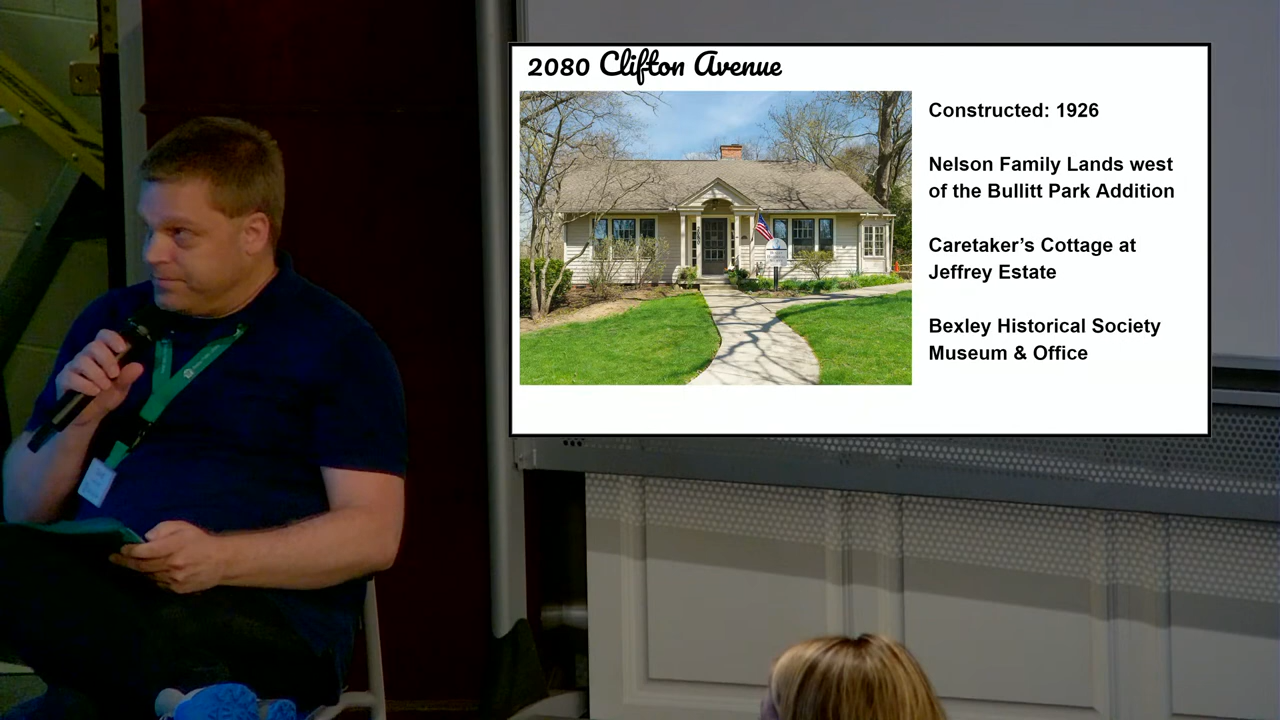 2080 Clifton Avenue
Constructed: 1926
Nelson Family Lands west
of the Bullitt Park Addition
Caretaker's Cottage at
Jeffrey Estate
Bexley Historical Society
Museum & Office